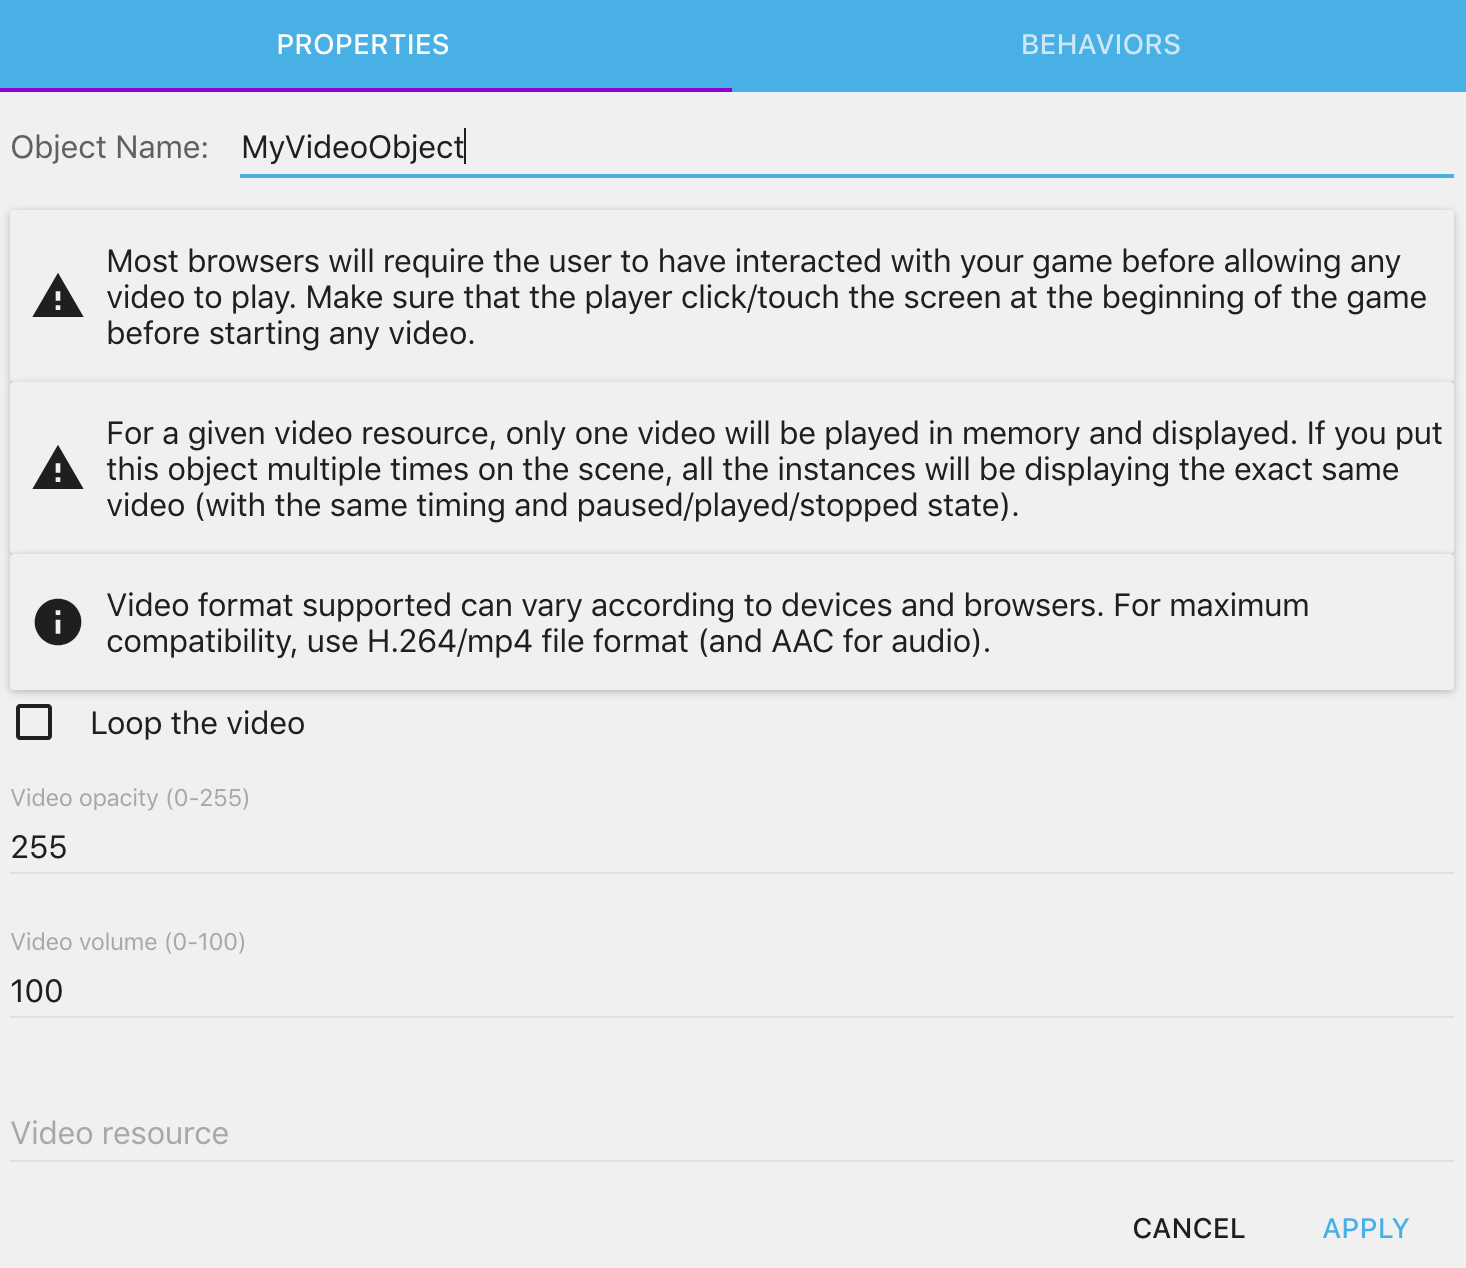 PROPERTIES
BEHAVIORS
Object Name: MyVideoObject
Most browsers will require the user to have interacted with your game before allowing any
video to play. Make sure that the player click/touch the screen at the beginning of the game
before starting any video.
For a given video resource, only one video will be played in memory and displayed. If you put
this object multiple times on the scene, all the instances will be displaying the exact same
video (with the same timing and paused/played/stopped state).
Video format supported can vary according to devices and browsers. For maximum
compatibility, use H.264/mp4 file format (and AAC for audio).
Loop the video
Video opacity (0-255)
255
Video volume (0-100)
100
Video resource
CANCEL
APPLY